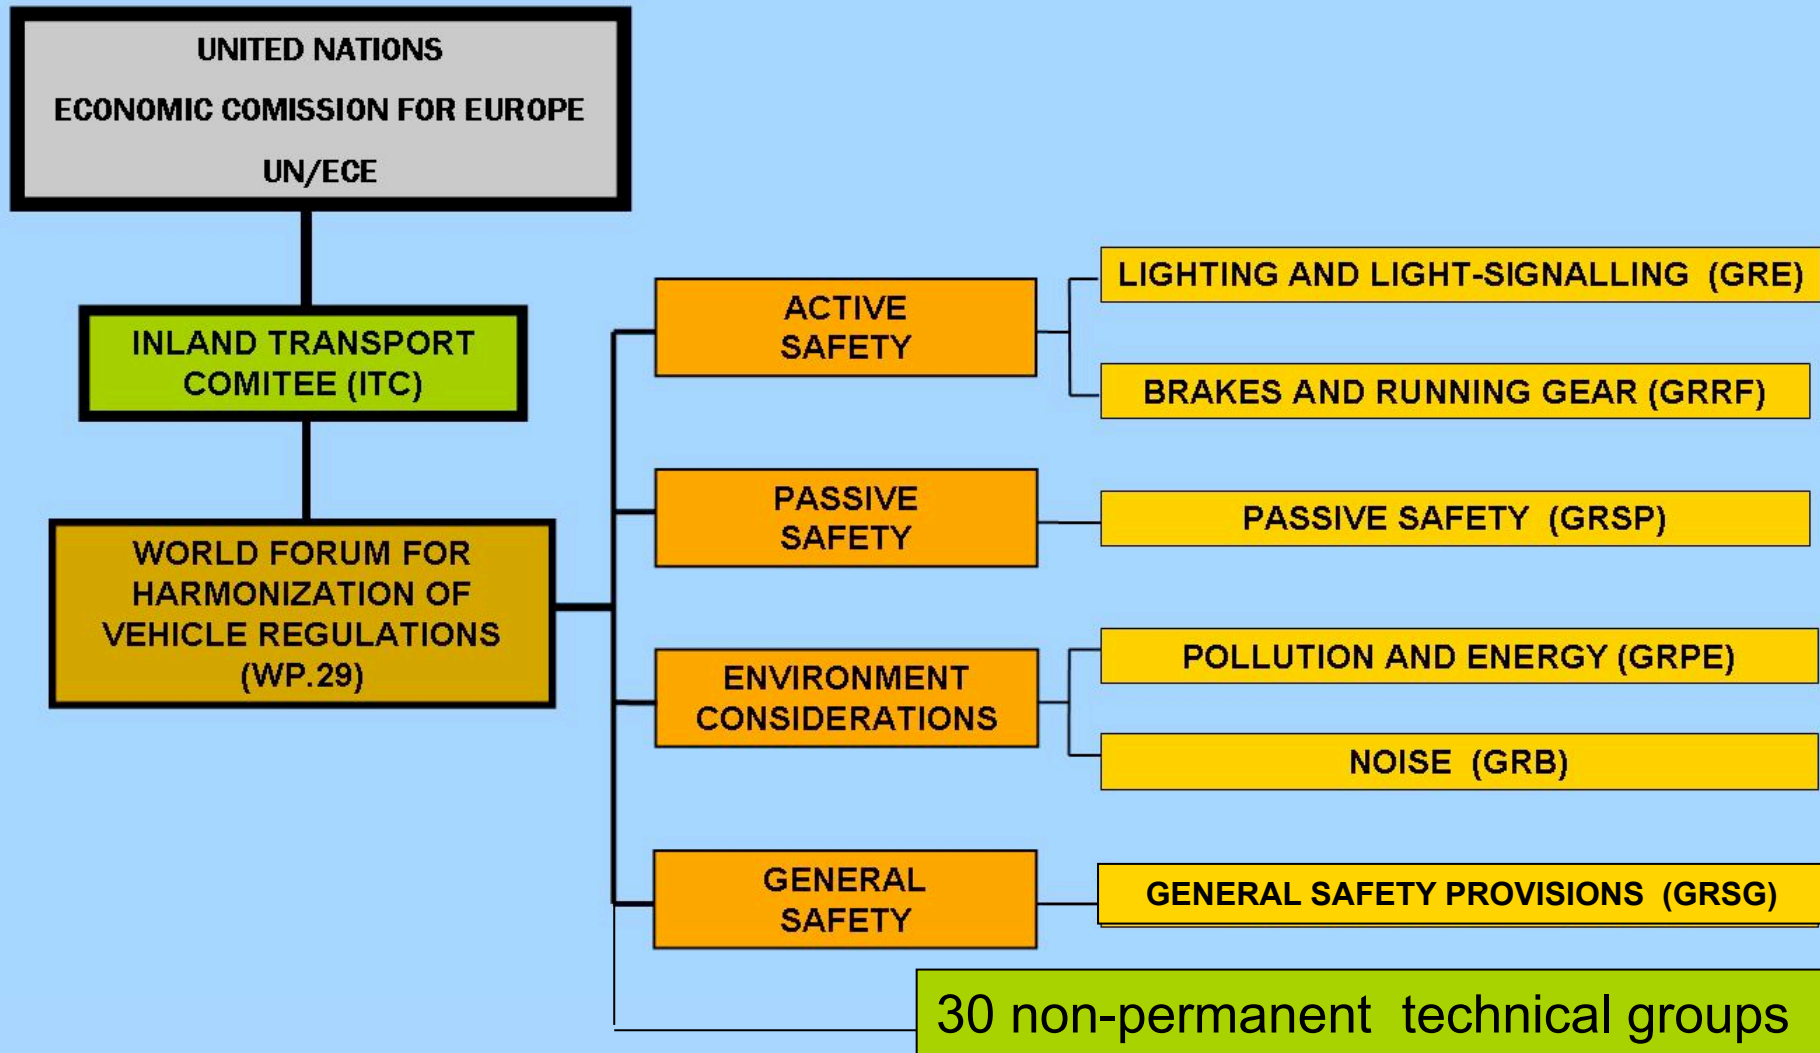 UNITED NATIONS
ECONOMIC COMISSION FOR EUROPE
UN/ECE
INLAND TRANSPORT
COMITEE (ITC)
WORLD FORUM FOR
HARMONIZATION OF
VEHICLE REGULATIONS
(WP.29)
ACTIVE
SAFETY
LIGHTING AND LIGHT-SIGNALLING (GRE)
BRAKES AND RUNNING GEAR (GRRF)
PASSIVE
SAFETY
PASSIVE SAFETY (GRSP)
ENVIRONMENT
CONSIDERATIONS
POLLUTION AND ENERGY (GRPE)
NOISE (GRB)
GENERAL
SAFETY
GENERAL SAFETY PROVISIONS (GRSG)
30 non-permanent technical groups